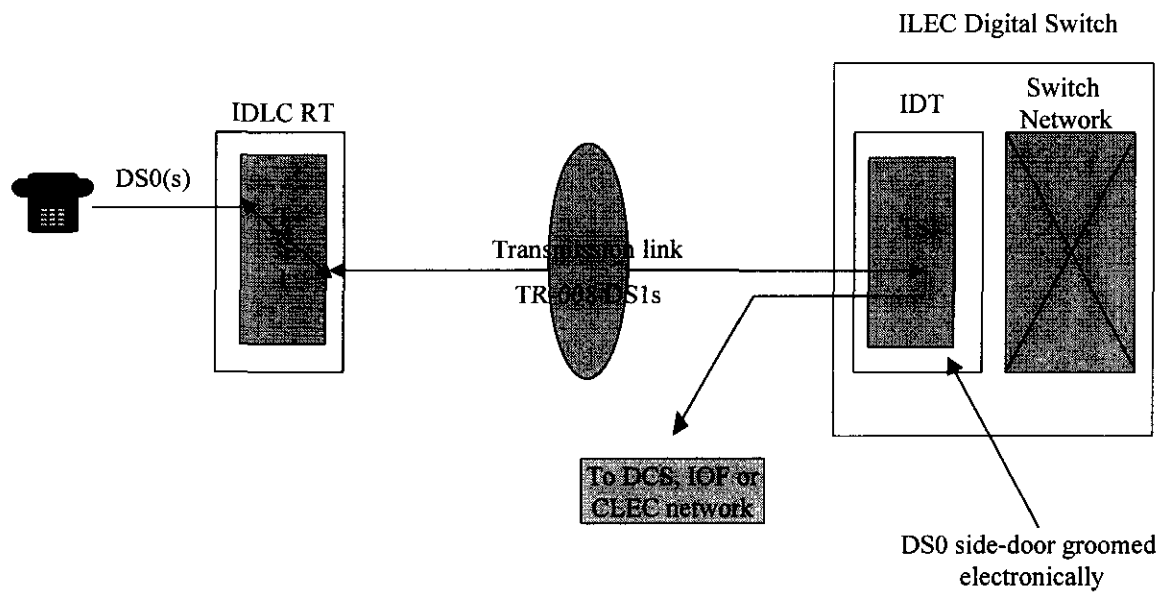 ILEC Digital Switch
IDLC RT
IDT
Switch
Network
DS0(s)
Transmission link
TR-008 DS1s
To DCS, IOF or
CLEC network
DS0 side-door groomed
electronically